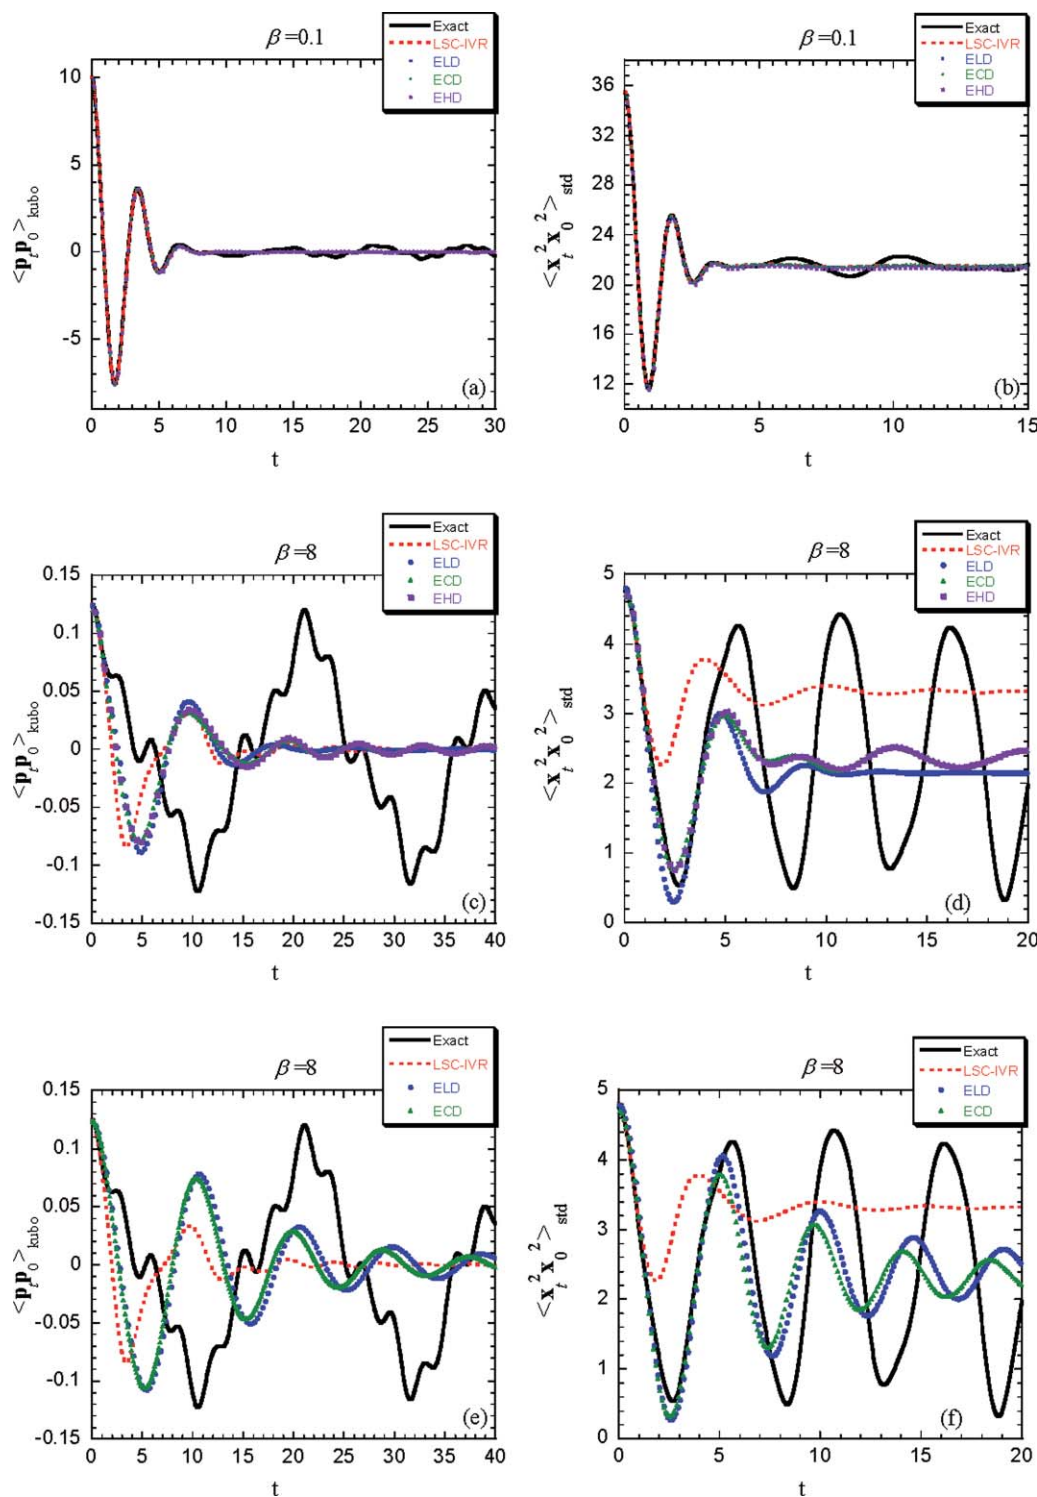 β=0.1
Exact
LSC-IVR
ELD
ECD
EHD
10
5
0
-5
<p_t p_0>_kubo
(a)
0 5 10 15 20 25 30
t
β=0.1
Exact
LSC-IVR
ELD
ECD
EHD
36
32
28
24
20
16
12
<x_t^2 x_0^2>_std
(b)
0 5 10 15
t
β=8
Exact
LSC-IVR
ELD
ECD
EHD
0.15
0.1
0.05
0
-0.05
-0.1
-0.15
<p_t p_0>_kubo
(c)
0 5 10 15 20 25 30 35 40
t
β=8
Exact
LSC-IVR
ELD
ECD
EHD
5
4
3
2
1
0
<x_t^2 x_0^2>_std
(d)
0 5 10 15 20
t
β=8
Exact
LSC-IVR
ELD
ECD
0.15
0.1
0.05
0
-0.05
-0.1
-0.15
<p_t p_0>_kubo
(e)
0 5 10 15 20 25 30 35 40
t
β=8
Exact
LSC-IVR
ELD
ECD
5
4
3
2
1
0
<x_t^2 x_0^2>_std
(f)
0 5 10 15 20
t